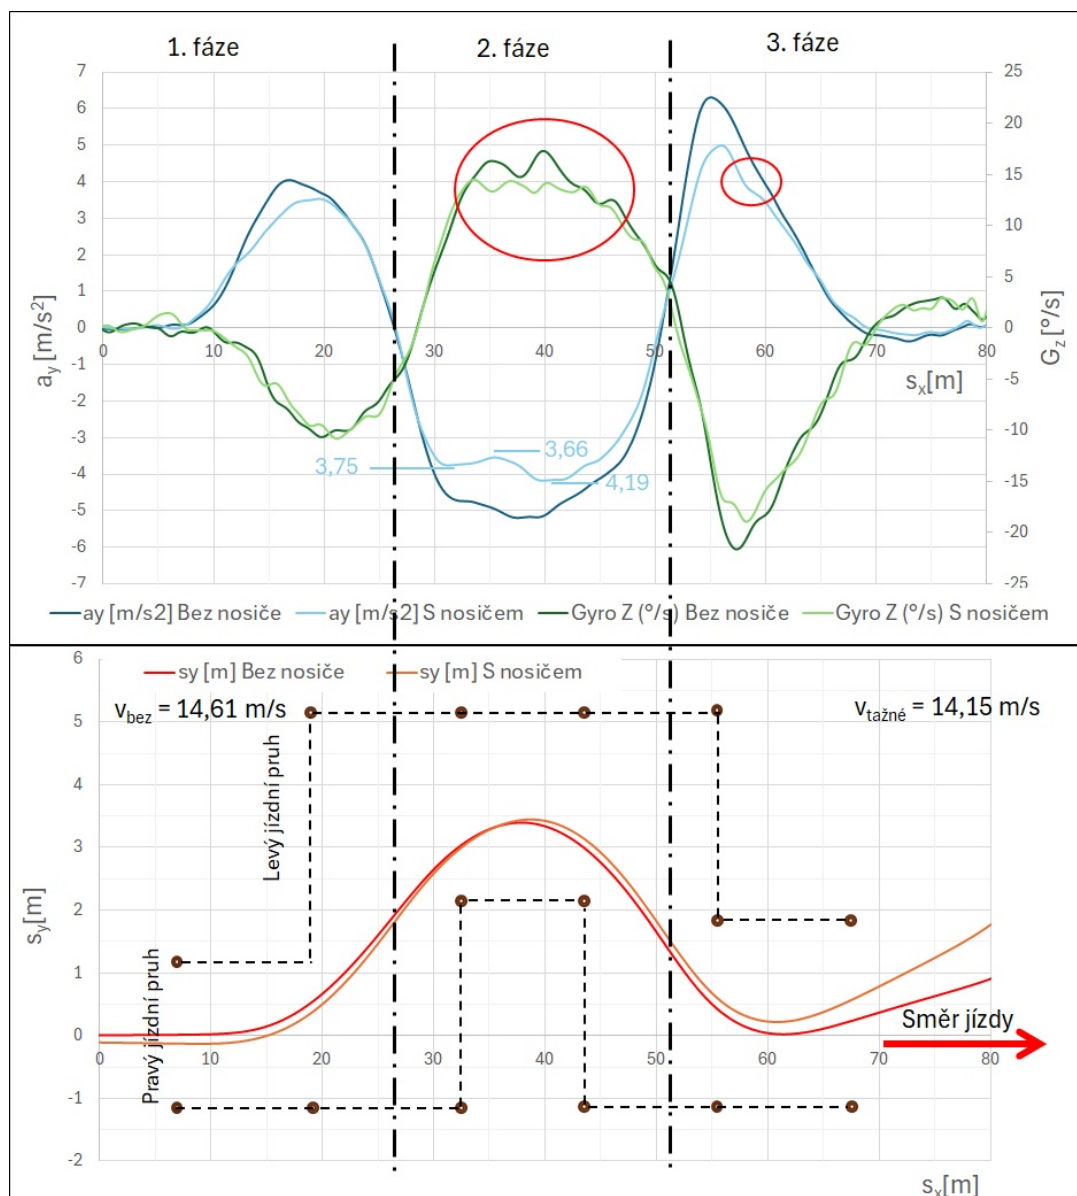 1. fáze 2. fáze 3. fáze
7 25
6 20
5 15
4 10
3 5
2 0
1 -5
0 -10
-1 -15
-2 -20
-3 -25
-4
-5
-6
-7
a_y [m/s²]
G_z [°/s]
0 10 20 30 40 50 60 70 80
s_x[m]
3,66
3,75
4,19
ay [m/s2] Bez nosiče ay [m/s2] S nosičem Gyro Z (°/s) Bez nosiče Gyro Z (°/s) S nosičem
sy [m] Bez nosiče sy [m] S nosičem
v_bez = 14,61 m/s v_tažné = 14,15 m/s
6
5
4
3
2
1
0
-1
-2
s_y[m]
Levý jízdní pruh
Pravý jízdní pruh
Směr jízdy
0 10 20 30 40 50 60 70 80
s_x[m]